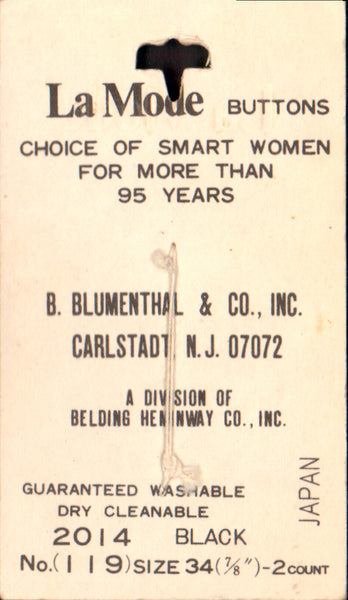 La Mode BUTTONS
CHOICE OF SMART WOMEN
FOR MORE THAN
95 YEARS
B. BLUMENTHAL & CO., INC.
CARLSTADT, N.J. 07072
A DIVISION OF
BELDING HEMINWAY CO., INC.
GUARANTEED WASHABLE
DRY CLEANABLE
2014 BLACK
No.(119) SIZE 34 (7/8")-2 COUNT
JAPAN